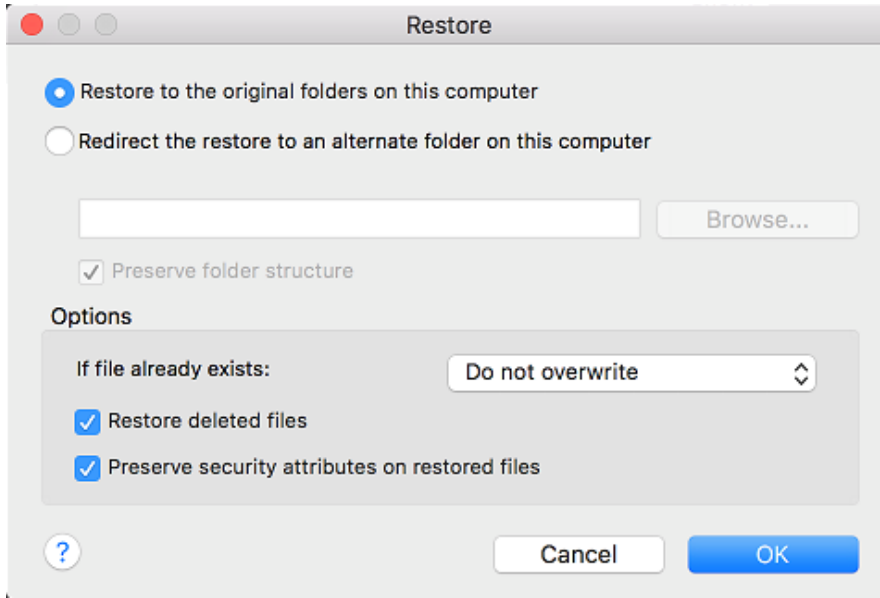 Restore
Restore to the original folders on this computer
Redirect the restore to an alternate folder on this computer
Browse...
Preserve folder structure
Options
If file already exists: Do not overwrite
Restore deleted files
Preserve security attributes on restored files
? Cancel OK